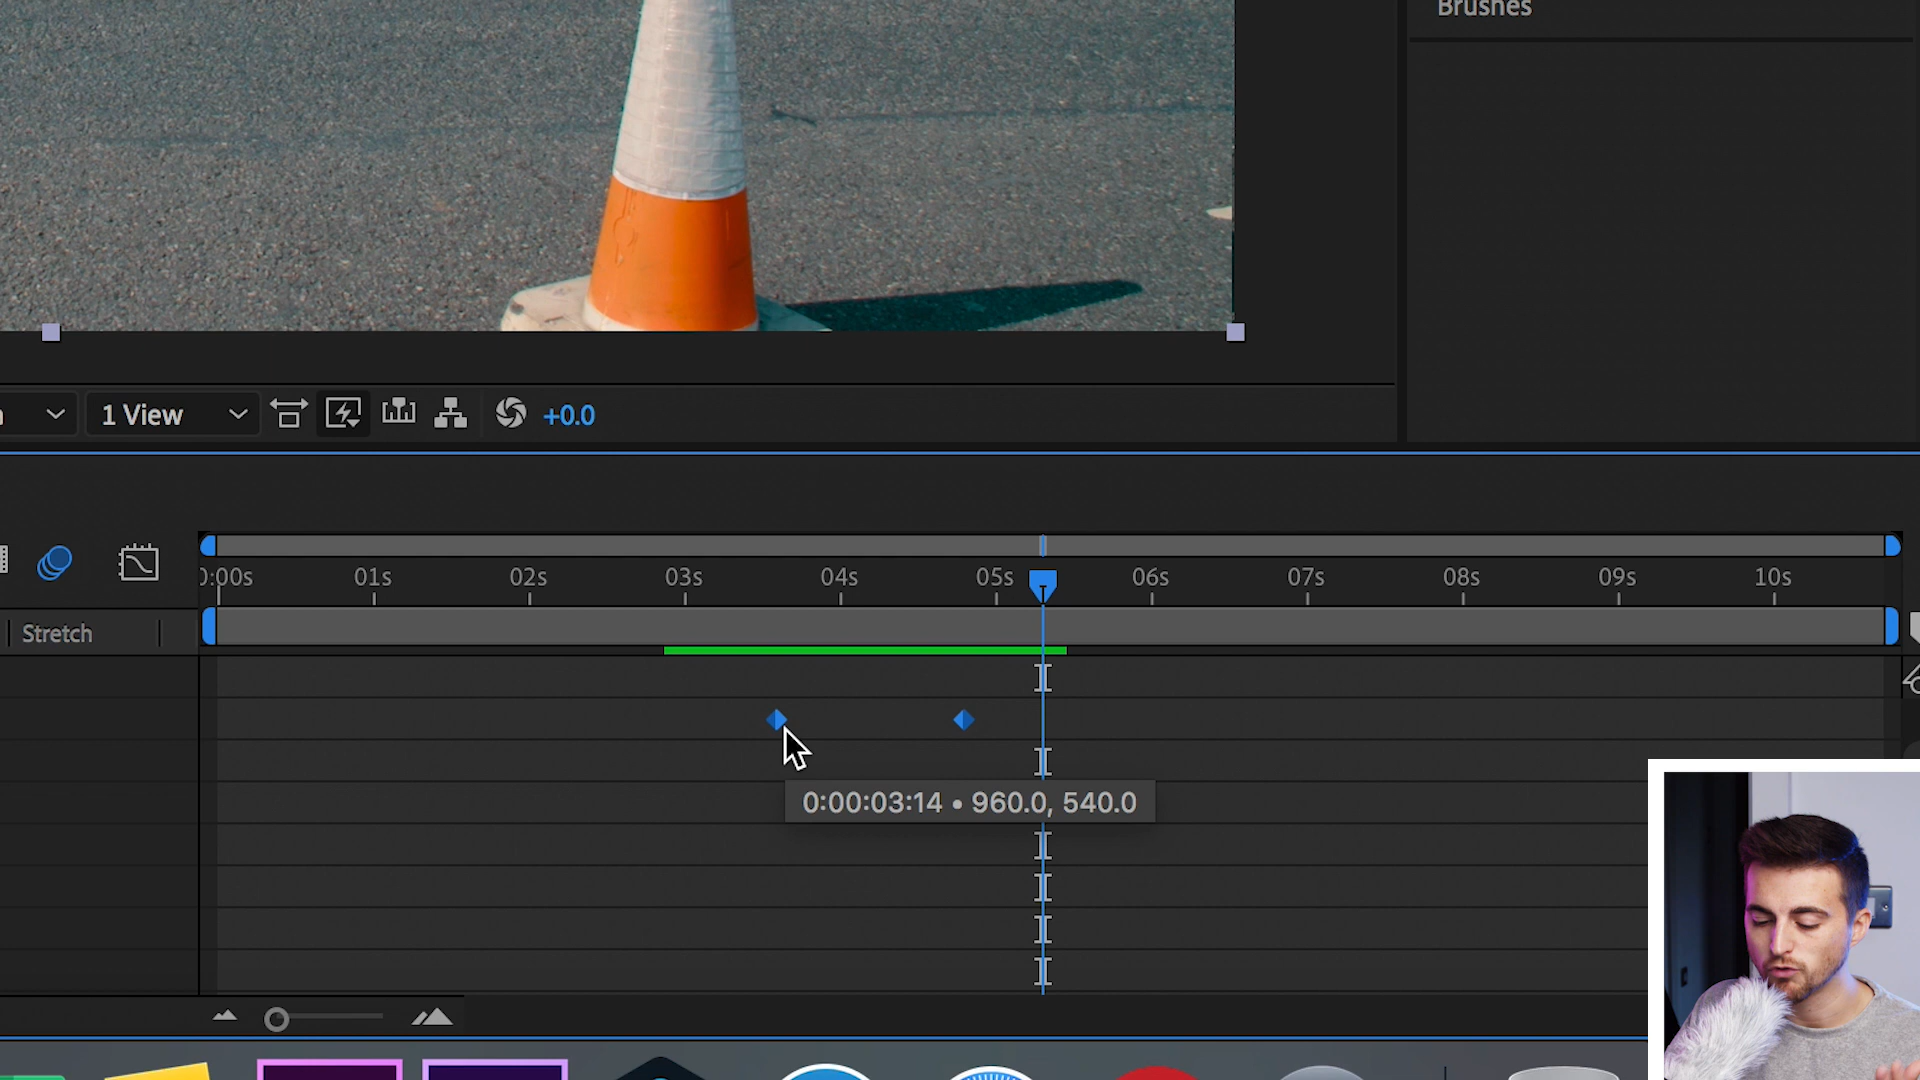 Brushes
1 View
+0.0
0:00s 01s 02s 03s 04s 05s 06s 07s 08s 09s 10s
Stretch
0:00:03:14 • 960.0, 540.0